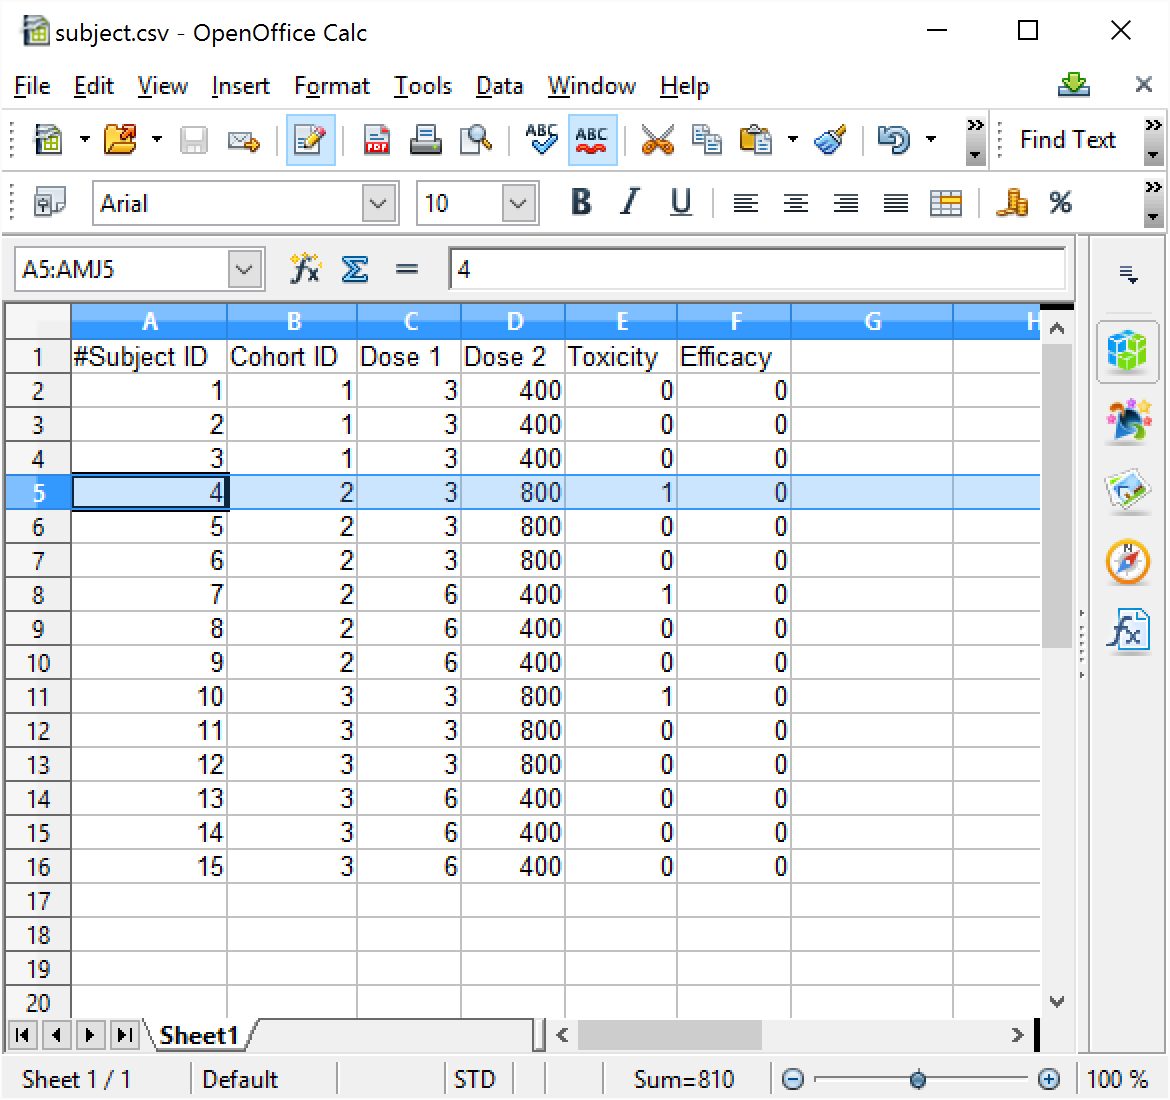 subject.csv - OpenOffice Calc
File Edit View Insert Format Tools Data Window Help
PDF ABC ABC Find Text
Arial 10 B I U %
A5:AMJ5 fx Σ = 4
A B C D E F G H
1 #Subject ID Cohort ID Dose 1 Dose 2 Toxicity Efficacy
2 1 1 3 400 0 0
3 2 1 3 400 0 0
4 3 1 3 400 0 0
5 4 2 3 800 1 0
6 5 2 3 800 0 0
7 6 2 3 800 0 0
8 7 2 6 400 1 0
9 8 2 6 400 0 0
10 9 2 6 400 0 0
11 10 3 3 800 1 0
12 11 3 3 800 0 0
13 12 3 3 800 0 0
14 13 3 6 400 0 0
15 14 3 6 400 0 0
16 15 3 6 400 0 0
17
18
19
20
Sheet1
Sheet 1 / 1 Default STD Sum=810 100 %